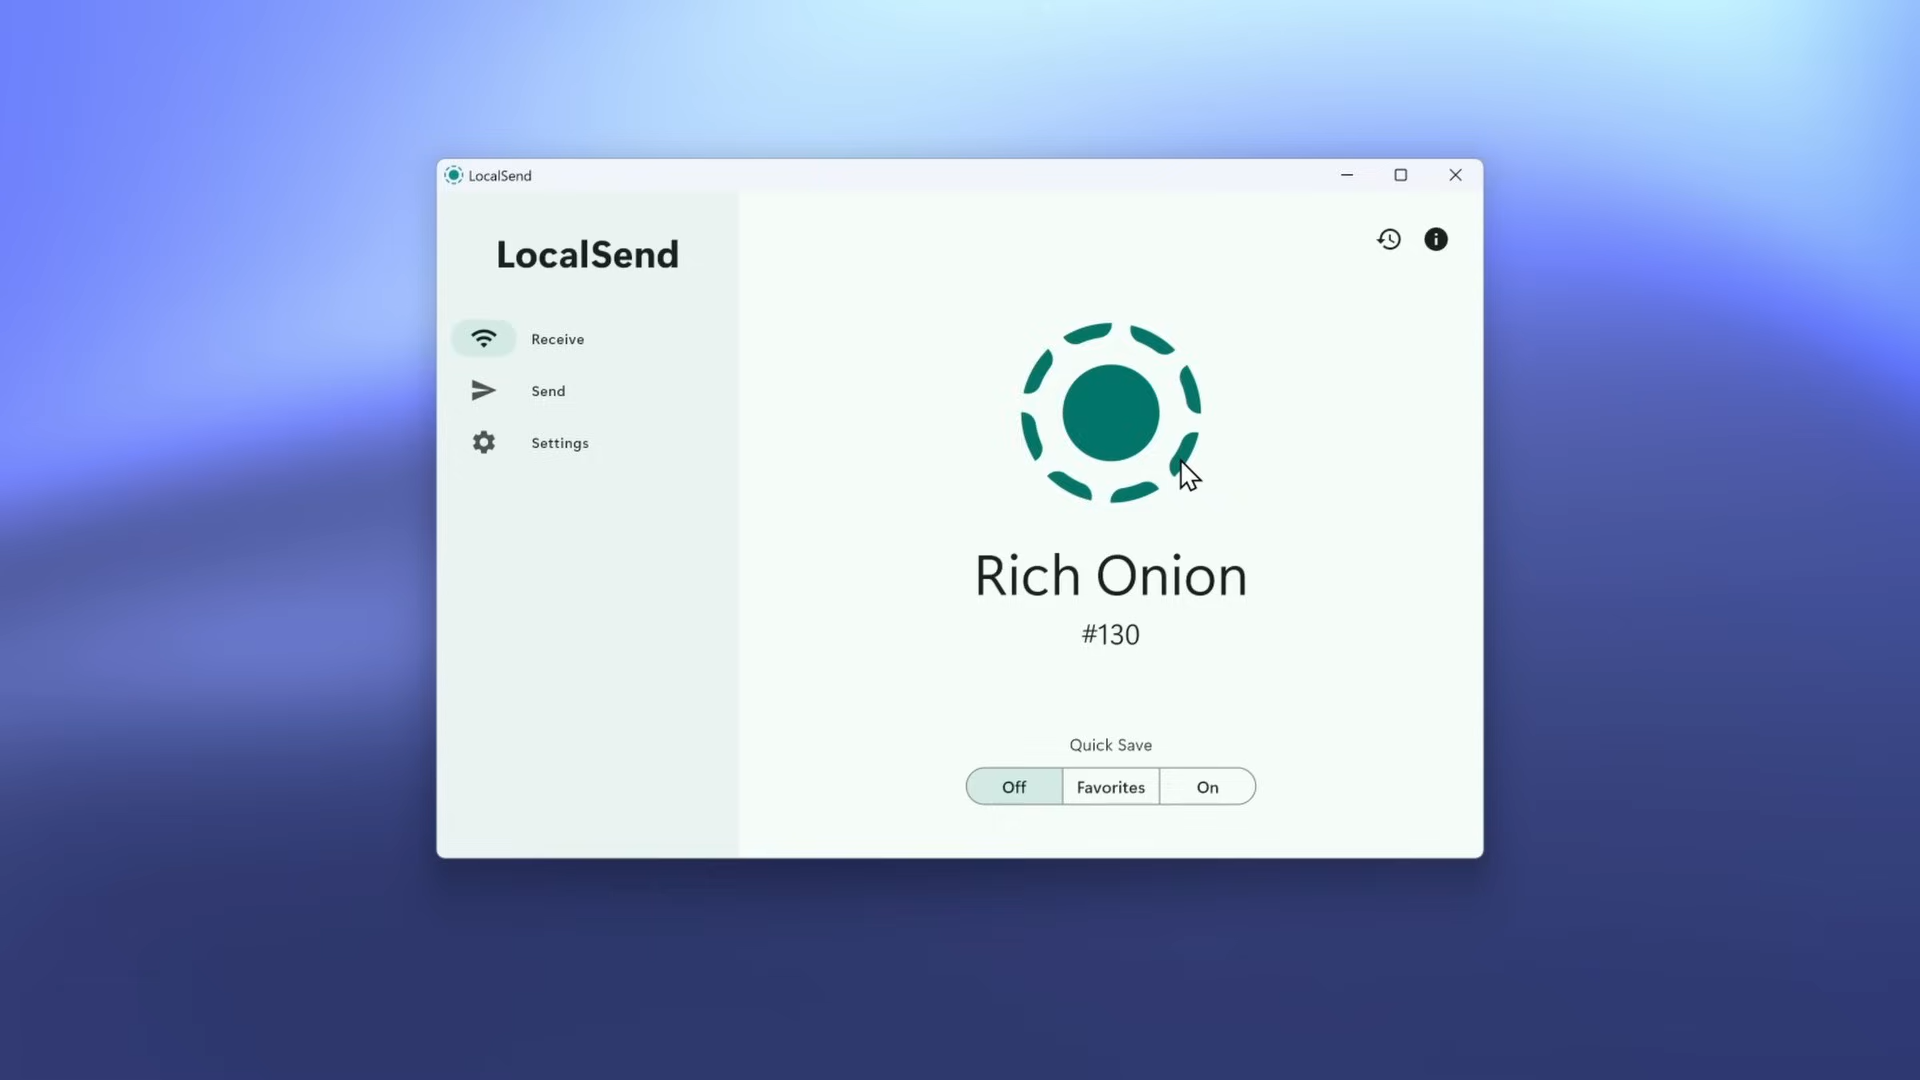 LocalSend
LocalSend
Receive
Send
Settings
Rich Onion
#130
Quick Save
Off Favorites On